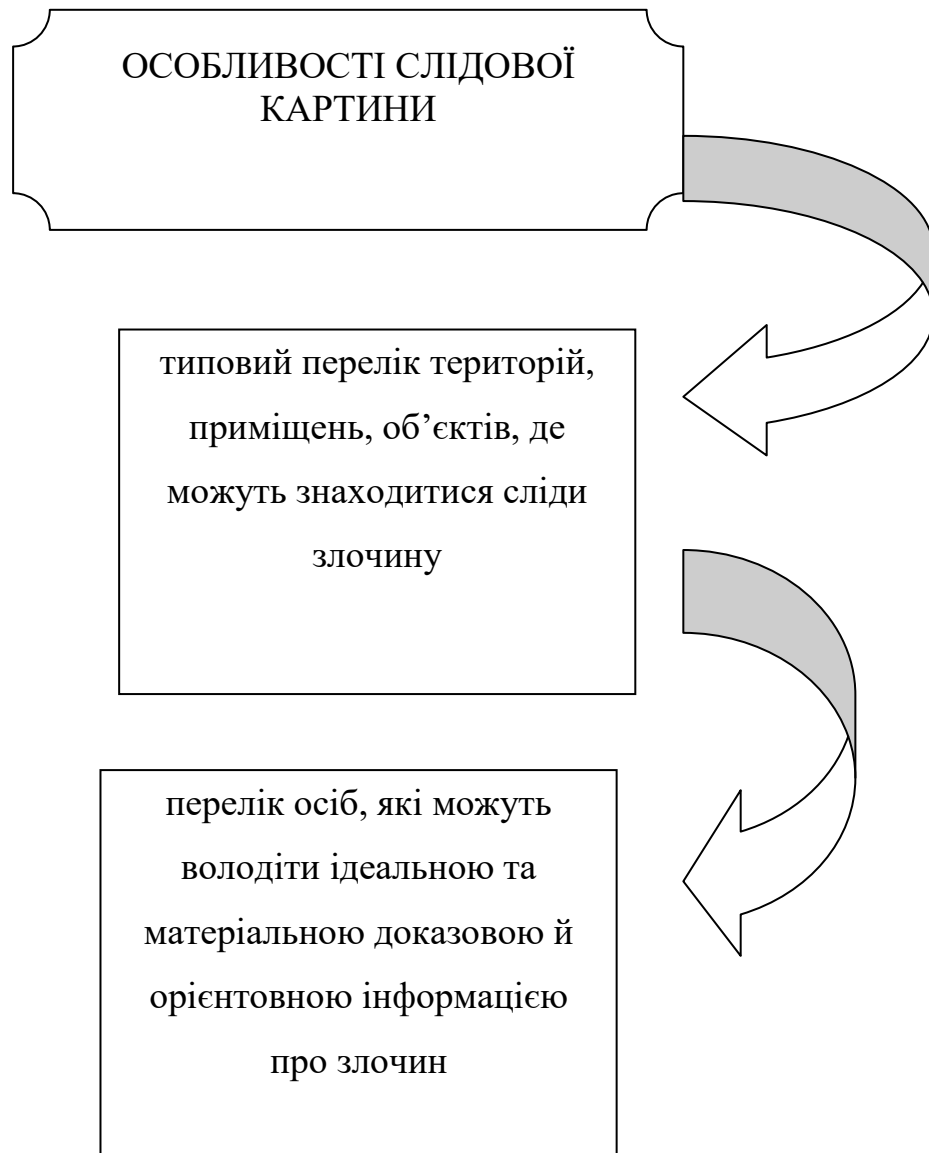 ОСОБЛИВОСТІ СЛІДОВОЇ
КАРТИНИ
типовий перелік територій,
приміщень, об’єктів, де
можуть знаходитися сліди
злочину
перелік осіб, які можуть
володіти ідеальною та
матеріальною доказовою й
орієнтовною інформацією
про злочин